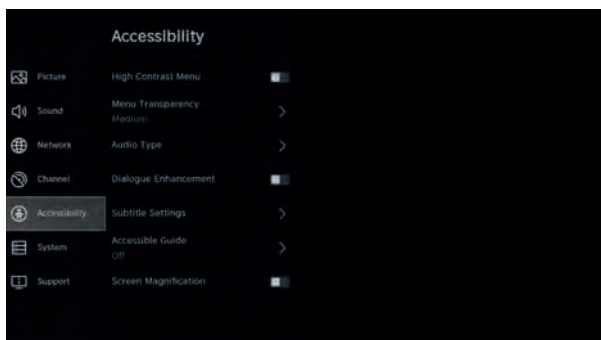 Accessibility
Picture
High Contrast Menu
Sound
Menu Transparency
Medium
Network
Audio Type
Channel
Dialogue Enhancement
Accessibility
Subtitle Settings
System
Accessible Guide
Off
Support
Screen Magnification